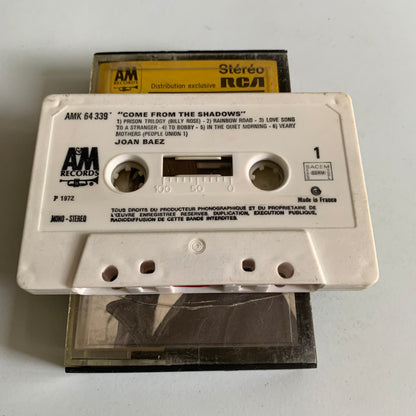 A&M
RECORDS
Stéréo
Distribution exclusive
RCA
AMK 64 339
"COME FROM THE SHADOWS"
1) PRISON TRILOGY (BILLY ROSE) - 2) RAINBOW ROAD - 3) LOVE SONG
TO A STRANGER - 4) TO BOBBY - 5) IN THE QUIET MORNING - 6) WEARY
MOTHERS (PEOPLE UNION 1)
JOAN BAEZ
A&M
RECORDS
1
SACEM
100 50 0
P 1972
Made in France
MONO-STEREO
TOUS DROITS DU PRODUCTEUR PHONOGRAPHIQUE ET DU PROPRIETAIRE DE
L'ŒUVRE ENREGISTREE RESERVES. DUPLICATION, EXECUTION PUBLIQUE,
RADIODIFFUSION DE CETTE BANDE INTERDITES.